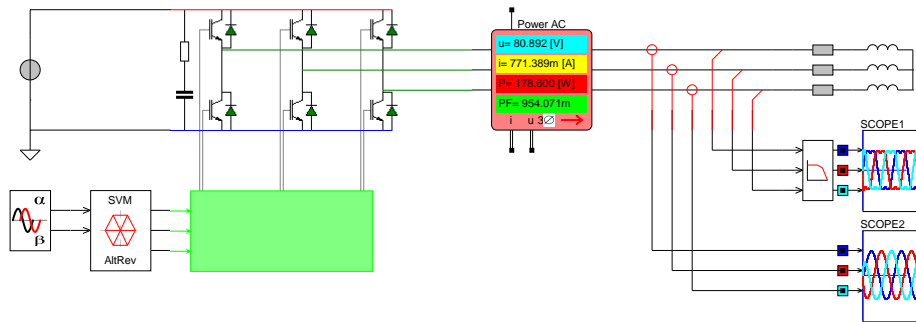 Power AC
u= 80.892 [V]
i= 771.389m [A]
P= 178.600 [W]
PF= 954.071m
i u 3∅
SCOPE1
α
β
SVM
AltRev
SCOPE2